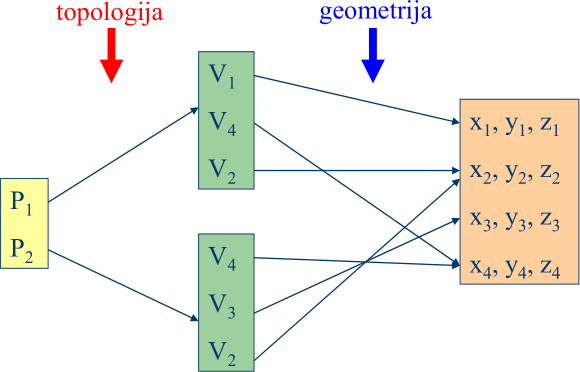 topologija
geometrija
V₁
V₄
V₂
x₁, y₁, z₁
x₂, y₂, z₂
x₃, y₃, z₃
x₄, y₄, z₄
P₁
P₂
V₄
V₃
V₂